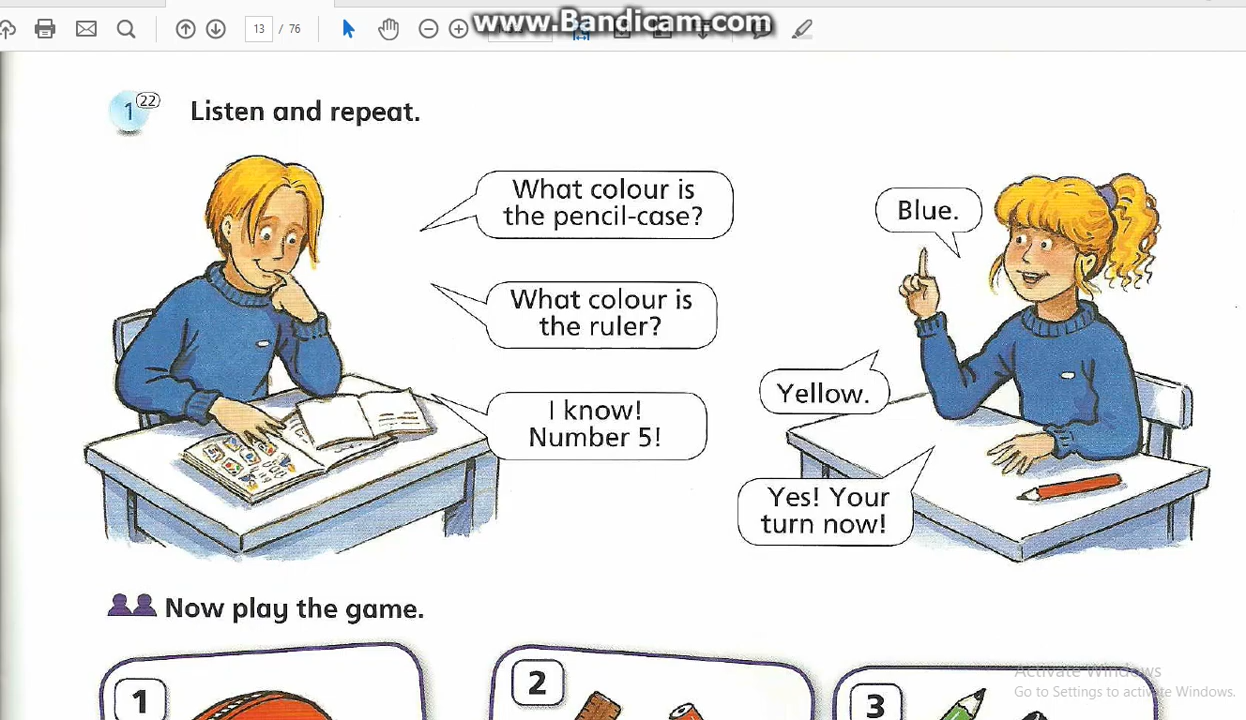 www.Bandicam.com
13 / 76
1 22 Listen and repeat.
What colour is
the pencil-case?
Blue.
What colour is
the ruler?
Yellow.
I know!
Number 5!
Yes! Your
turn now!
Now play the game.
1
2
3
Activate Windows
Go to Settings to activate Windows.